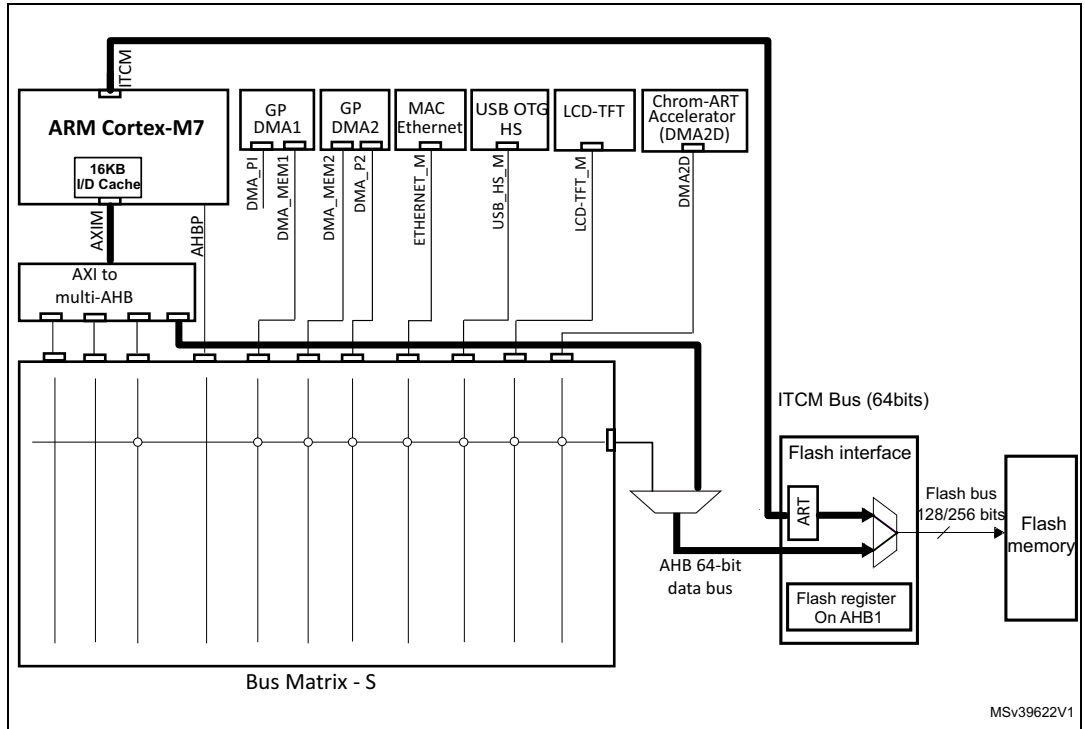 ITCM
ARM Cortex-M7
16KB
I/D Cache
GP
DMA1
GP
DMA2
MAC
Ethernet
USB OTG
HS
LCD-TFT
Chrom-ART
Accelerator
(DMA2D)
AXIM
AHBP
DMA_PI
DMA_MEM1
DMA_MEM2
DMA_P2
ETHERNET_M
USB_HS_M
LCD-TFT_M
DMA2D
AXI to
multi-AHB
ITCM Bus (64bits)
Flash interface
ART
Flash bus
128/256 bits
Flash
memory
AHB 64-bit
data bus
Flash register
On AHB1
Bus Matrix - S
MSv39622V1